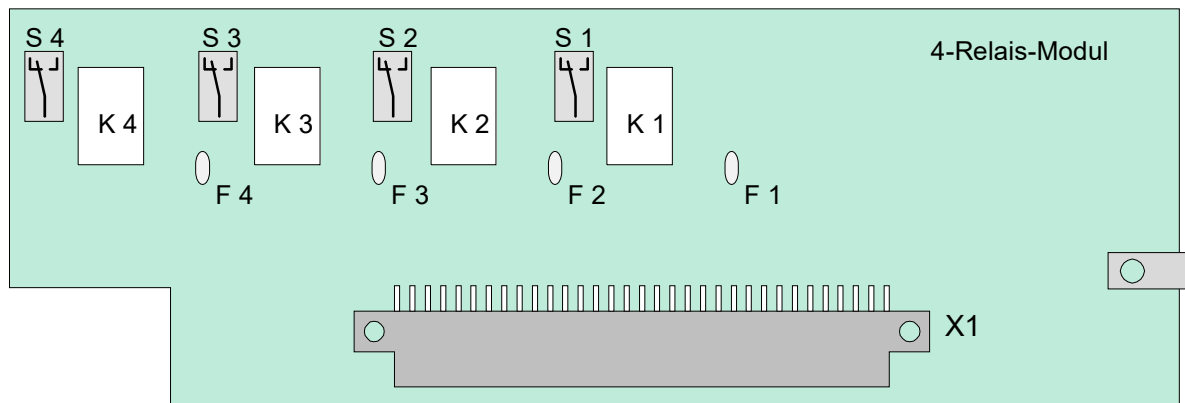 S 4 S 3 S 2 S 1
4-Relais-Modul
K 4 K 3 K 2 K 1
F 4 F 3 F 2 F 1
X1